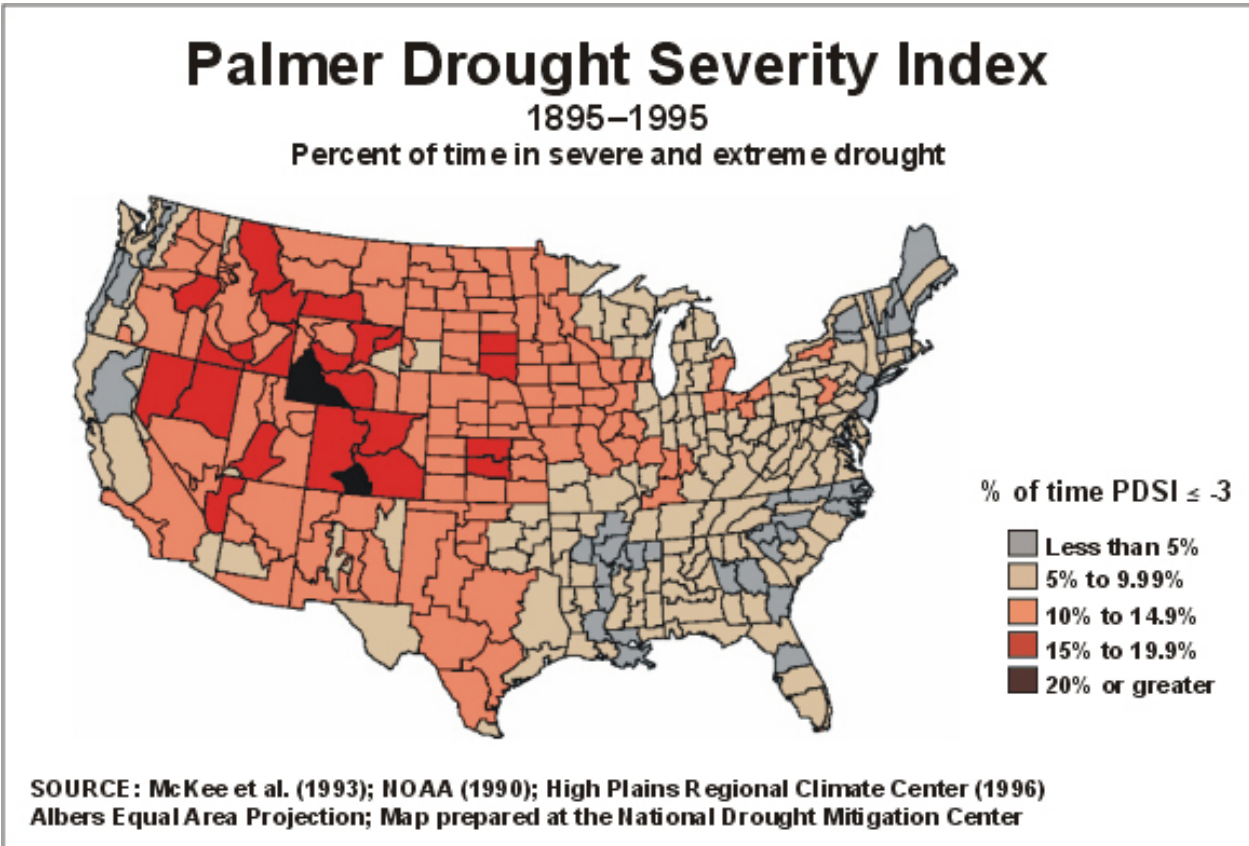 Palmer Drought Severity Index
1895–1995
Percent of time in severe and extreme drought
% of time PDSI ≤ -3
Less than 5%
5% to 9.99%
10% to 14.9%
15% to 19.9%
20% or greater
SOURCE: McKee et al. (1993); NOAA (1990); High Plains Regional Climate Center (1996)
Albers Equal Area Projection; Map prepared at the National Drought Mitigation Center